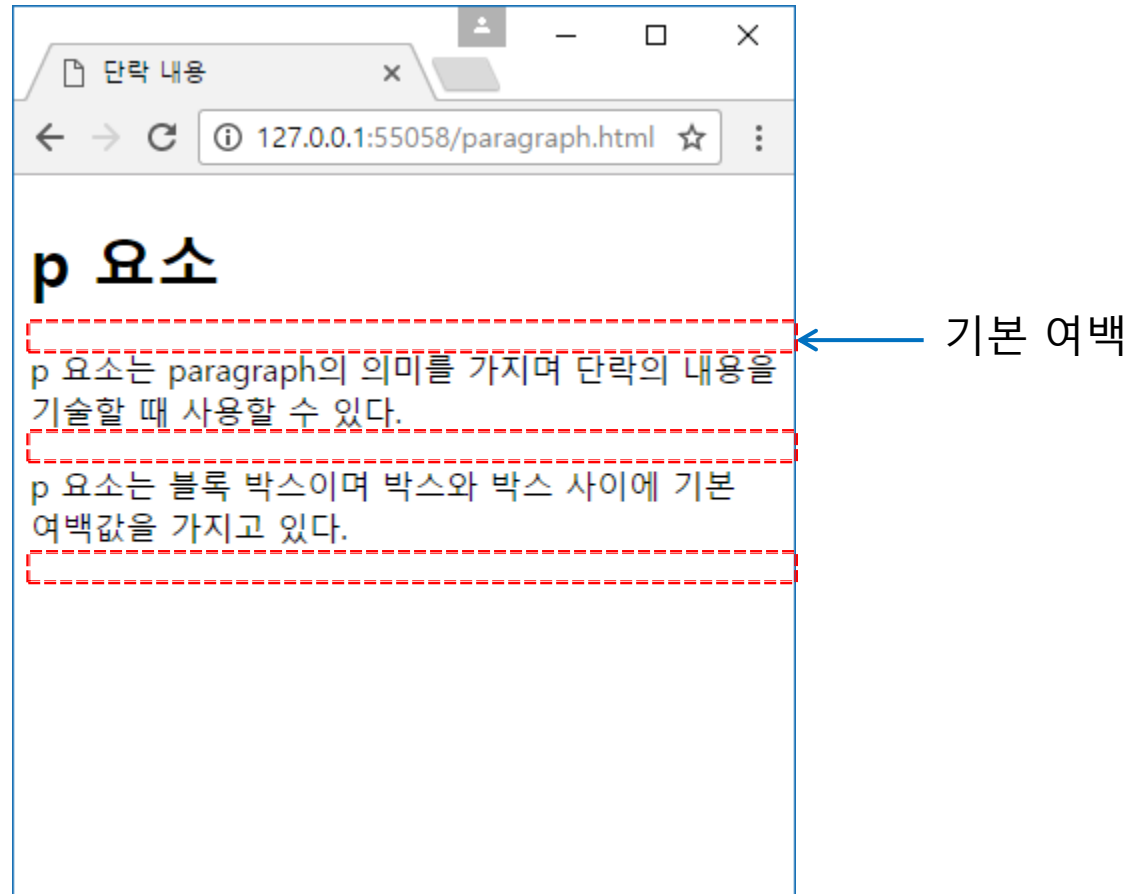 단락 내용
127.0.0.1:55058/paragraph.html
p 요소
기본 여백
p 요소는 paragraph의 의미를 가지며 단락의 내용을
기술할 때 사용할 수 있다.
p 요소는 블록 박스이며 박스와 박스 사이에 기본
여백값을 가지고 있다.